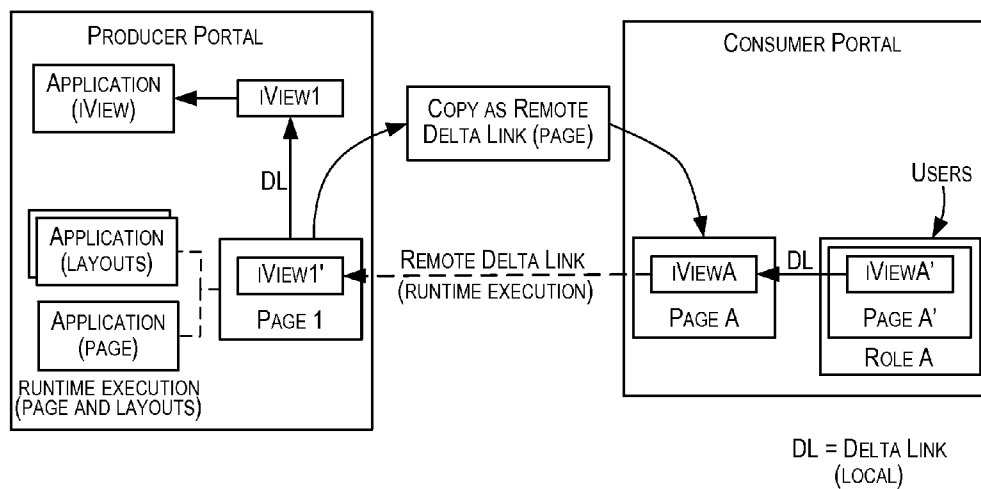 PRODUCER PORTAL
APPLICATION
(IVIEW)
IVIEW1
DL
APPLICATION
(LAYOUTS)
APPLICATION
(PAGE)
RUNTIME EXECUTION
(PAGE AND LAYOUTS)
IVIEW1'
PAGE 1
COPY AS REMOTE
DELTA LINK (PAGE)
REMOTE DELTA LINK
(RUNTIME EXECUTION)
CONSUMER PORTAL
USERS
IVIEWA
PAGE A
DL
IVIEWA'
PAGE A'
ROLE A
DL = DELTA LINK
(LOCAL)